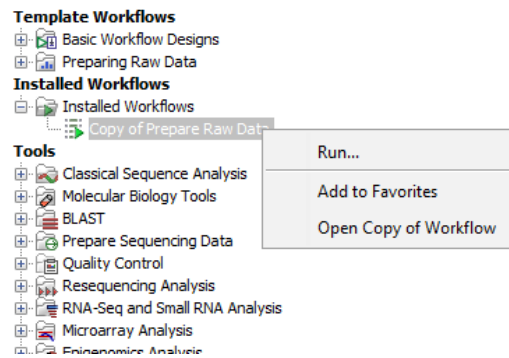 Template Workflows
Basic Workflow Designs
Preparing Raw Data
Installed Workflows
Installed Workflows
Copy of Prepare Raw Data
Run...
Add to Favorites
Open Copy of Workflow
Tools
Classical Sequence Analysis
Molecular Biology Tools
BLAST
Prepare Sequencing Data
Quality Control
Resequencing Analysis
RNA-Seq and Small RNA Analysis
Microarray Analysis
Epigenomics Analysis